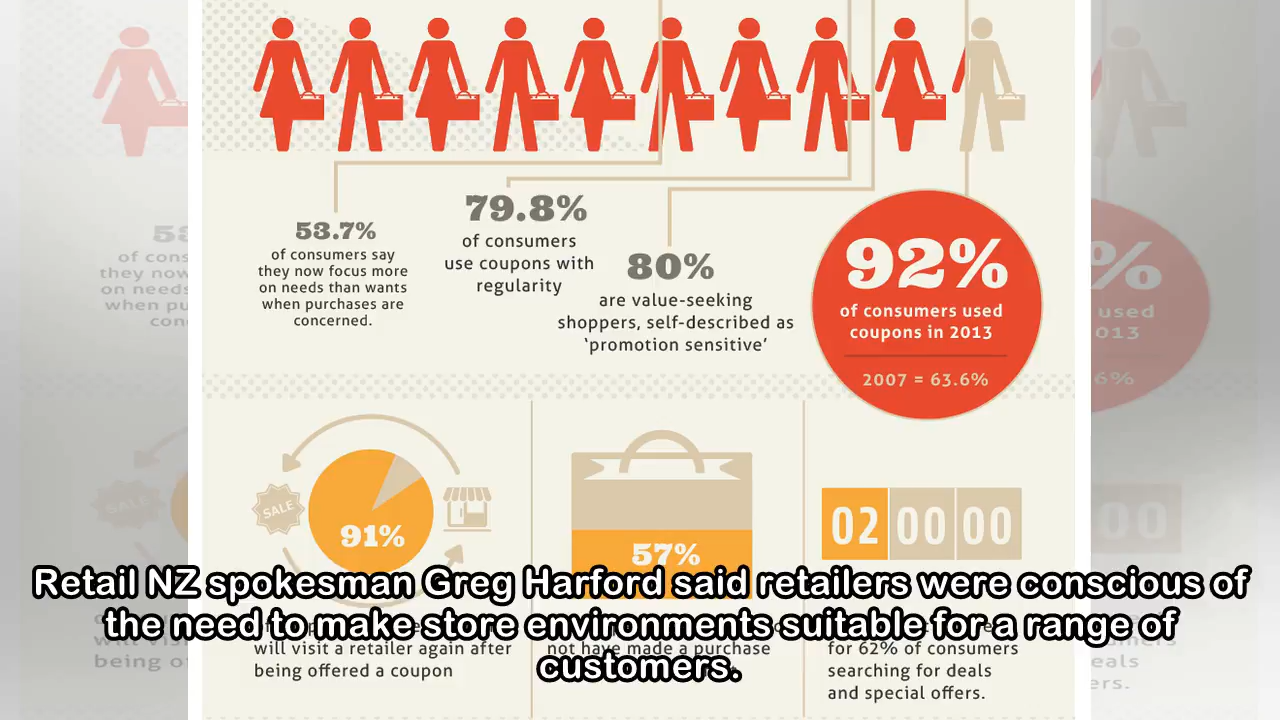 53.7%
of consumers say
they now focus more
on needs than wants
when purchases are
concerned.
79.8%
of consumers
use coupons with
regularity
80%
are value-seeking
shoppers, self-described as
‘promotion sensitive’
92%
of consumers used
coupons in 2013
2007 = 63.6%
SALE
91%
will visit a retailer again after
being offered a coupon
57%
not have made a purchase
02 00 00
for 62% of consumers
searching for deals
and special offers.
Retail NZ spokesman Greg Harford said retailers were conscious of
the need to make store environments suitable for a range of
customers.